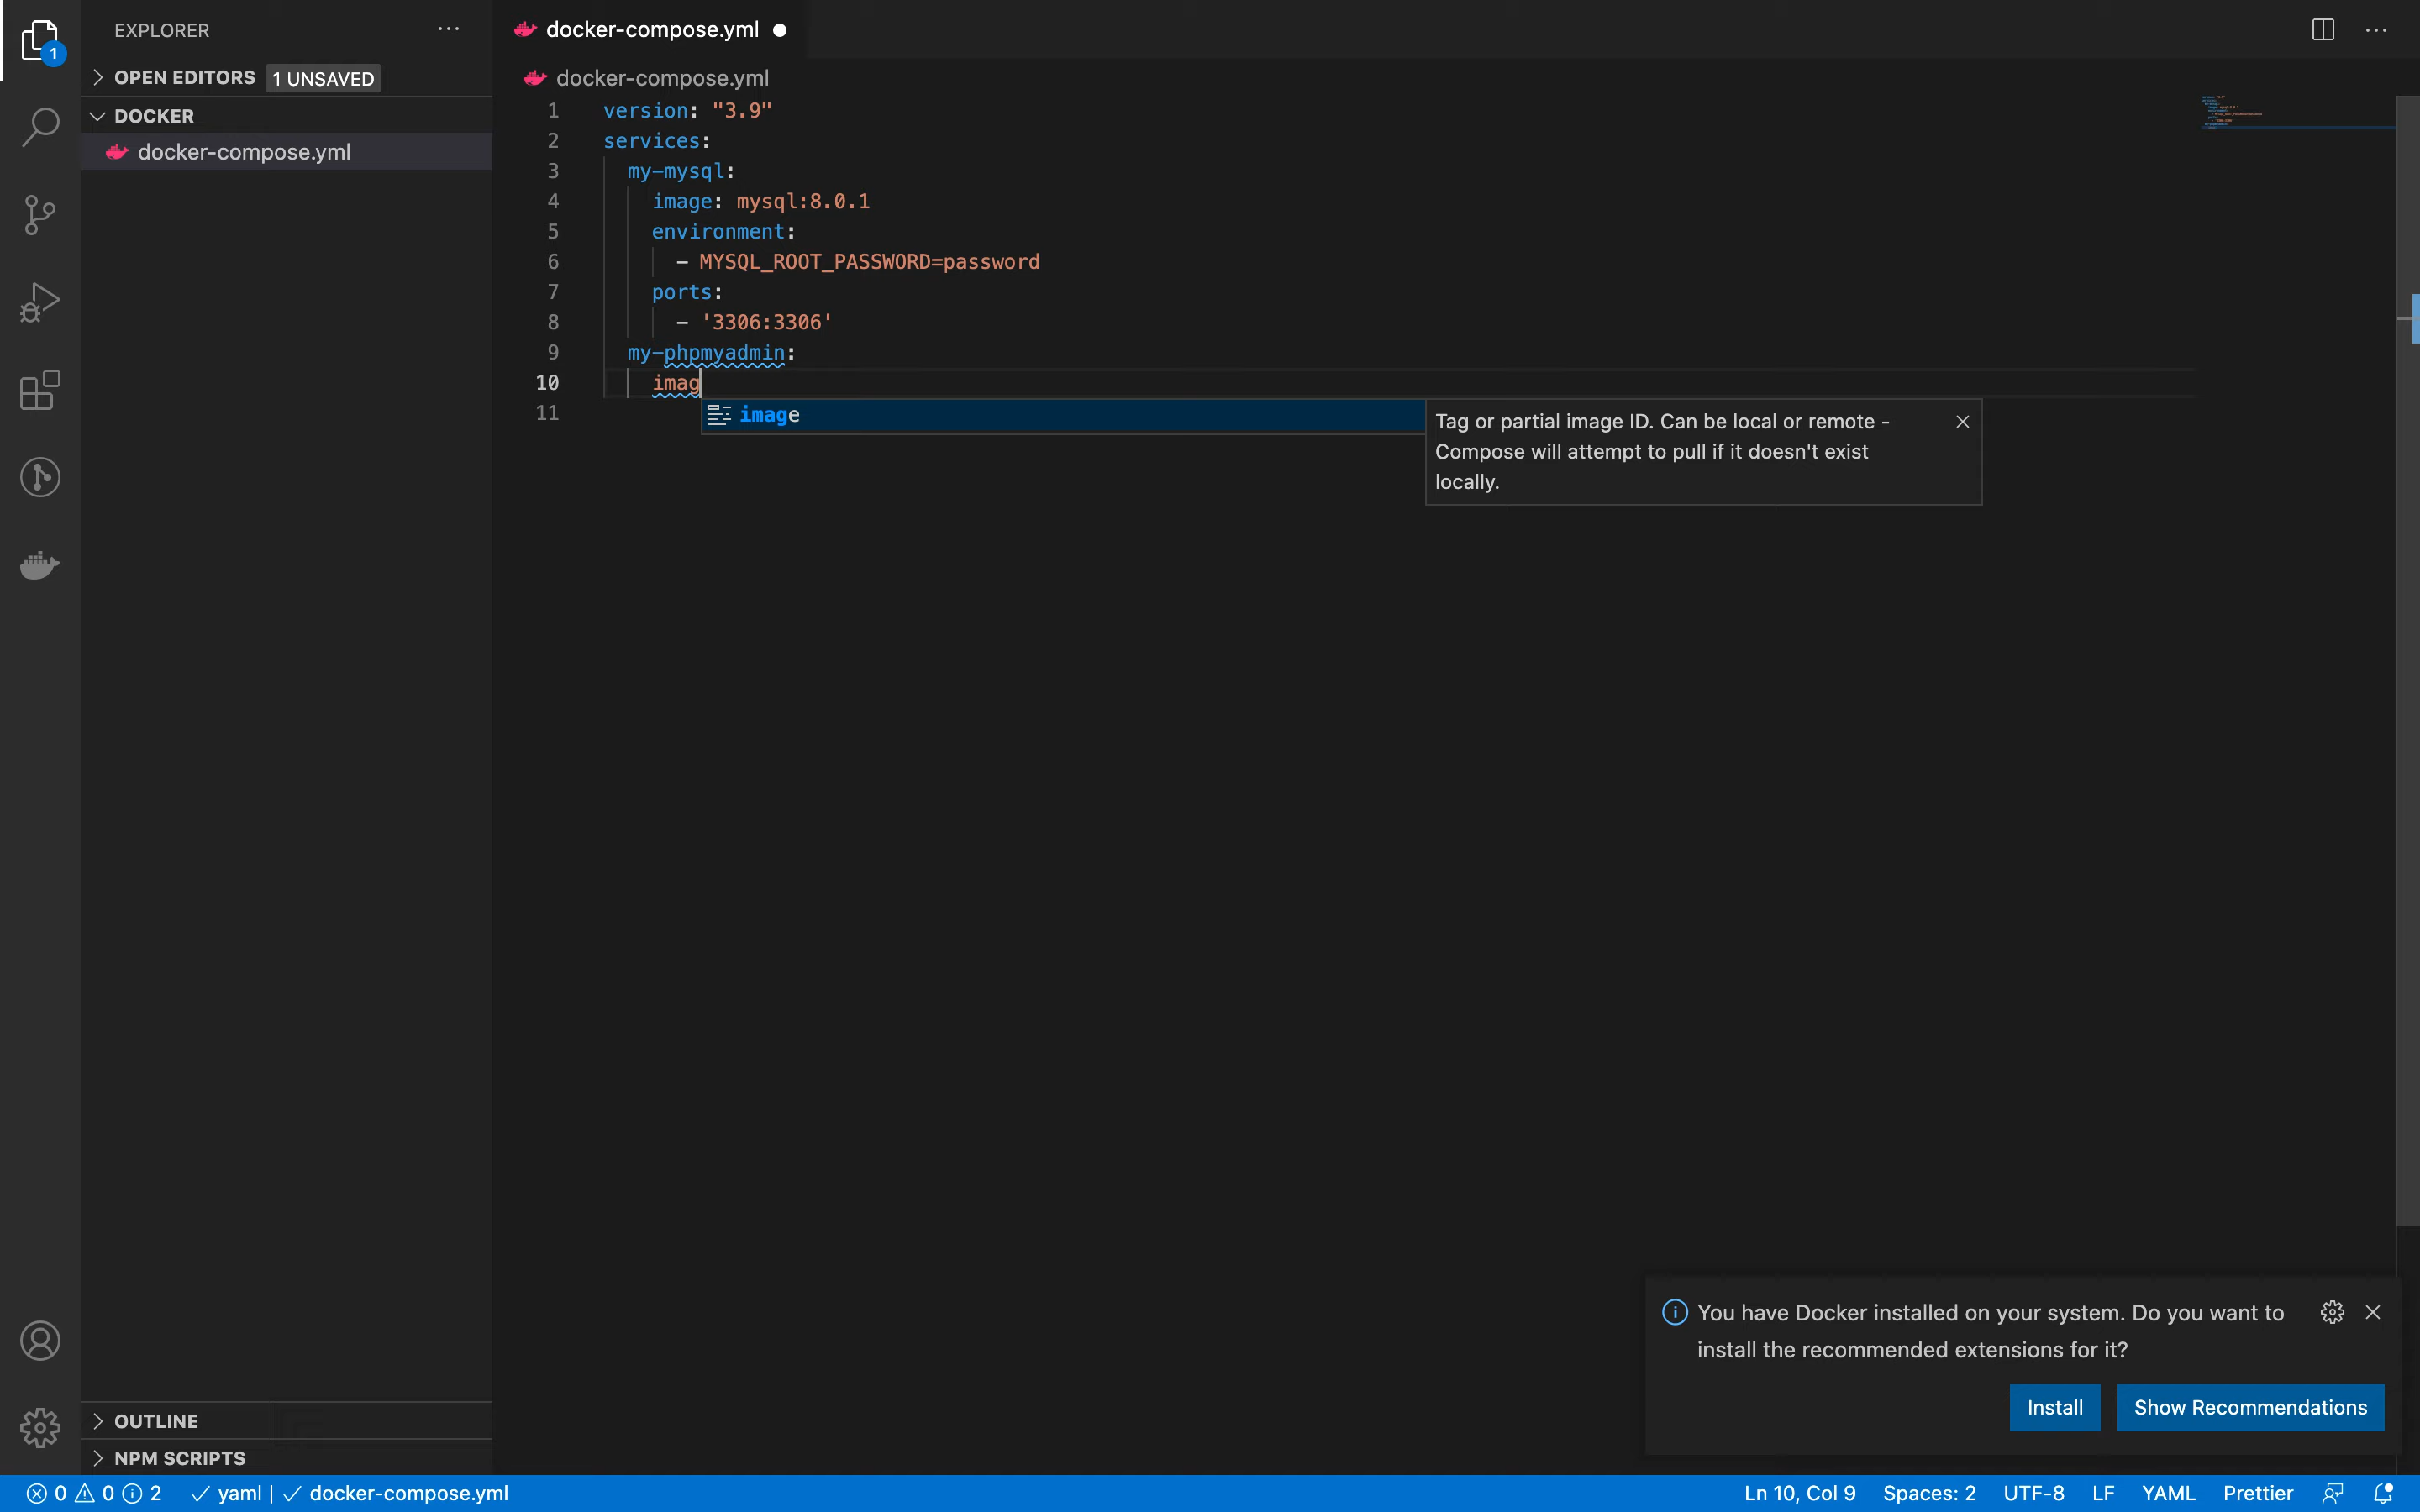 EXPLORER
1
OPEN EDITORS 1 UNSAVED
DOCKER
docker-compose.yml
OUTLINE
NPM SCRIPTS
docker-compose.yml
docker-compose.yml
1 version: "3.9"
2 services:
3 my-mysql:
4 image: mysql:8.0.1
5 environment:
6 - MYSQL_ROOT_PASSWORD=password
7 ports:
8 - '3306:3306'
9 my-phpmyadmin:
10 imag
11
image
Tag or partial image ID. Can be local or remote -
Compose will attempt to pull if it doesn't exist
locally.
You have Docker installed on your system. Do you want to
install the recommended extensions for it?
Install Show Recommendations
0 0 2 yaml | docker-compose.yml Ln 10, Col 9 Spaces: 2 UTF-8 LF YAML Prettier